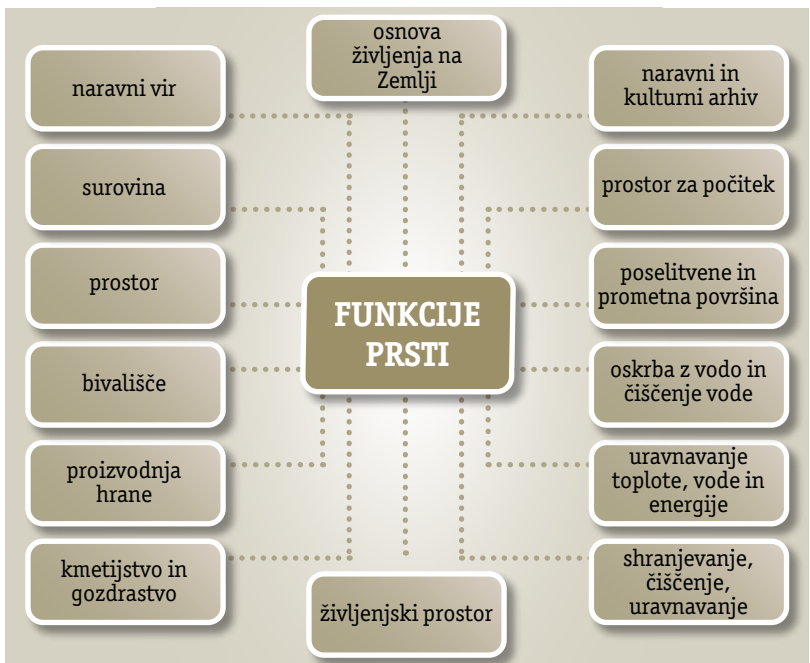 osnova
življenja na
Zemlji
naravni vir
surovina
prostor
bivališče
proizvodnja
hrane
kmetijstvo in
gozdrastvo
FUNKCIJE
PRSTI
življenjski prostor
naravni in
kulturni arhiv
prostor za počitek
poselitvene in
prometna površina
oskrba z vodo in
čiščenje vode
uravnavanje
toplote, vode in
energije
shranjevanje,
čiščenje,
uravnavanje